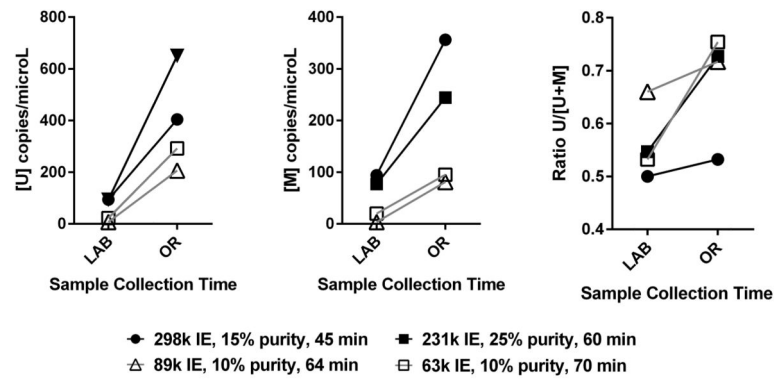 [U] copies/microL
800
600
400
200
0
LAB
OR
Sample Collection Time
[M] copies/microL
400
300
200
100
0
LAB
OR
Sample Collection Time
Ratio U/[U+M]
0.8
0.7
0.6
0.5
0.4
LAB
OR
Sample Collection Time
298k IE, 15% purity, 45 min
231k IE, 25% purity, 60 min
89k IE, 10% purity, 64 min
63k IE, 10% purity, 70 min